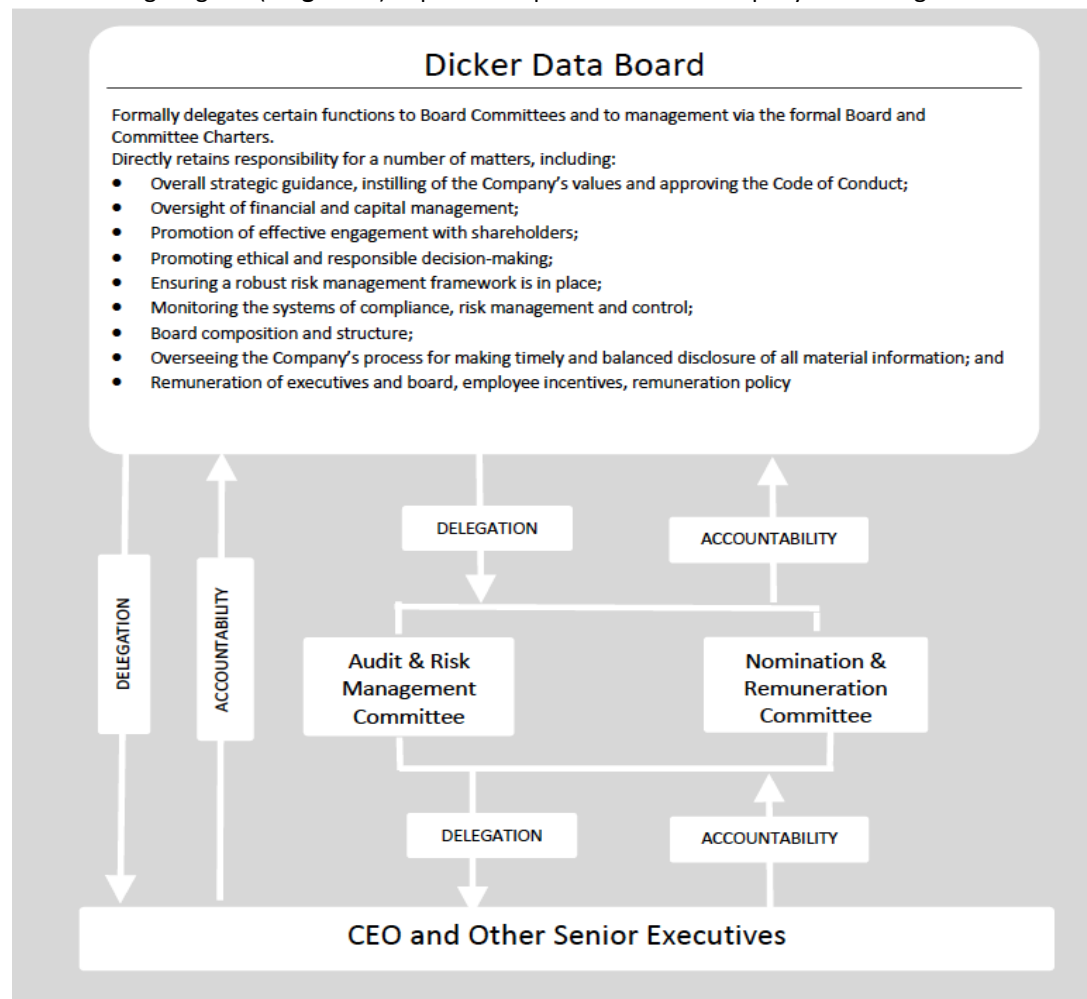 Dicker Data Board
Formally delegates certain functions to Board Committees and to management via the formal Board and
Committee Charters.
Directly retains responsibility for a number of matters, including:
● Overall strategic guidance, instilling of the Company's values and approving the Code of Conduct;
● Oversight of financial and capital management;
● Promotion of effective engagement with shareholders;
● Promoting ethical and responsible decision-making;
● Ensuring a robust risk management framework is in place;
● Monitoring the systems of compliance, risk management and control;
● Board composition and structure;
● Overseeing the Company's process for making timely and balanced disclosure of all material information; and
● Remuneration of executives and board, employee incentives, remuneration policy
DELEGATION
ACCOUNTABILITY
DELEGATION
ACCOUNTABILITY
Audit & Risk
Management
Committee
Nomination &
Remuneration
Committee
DELEGATION
ACCOUNTABILITY
CEO and Other Senior Executives